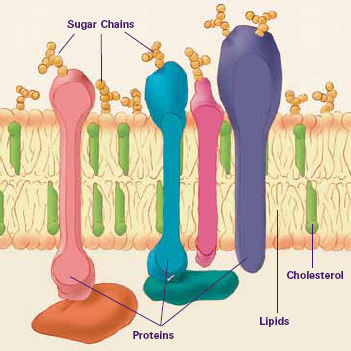 Sugar Chains
Cholesterol
Lipids
Proteins